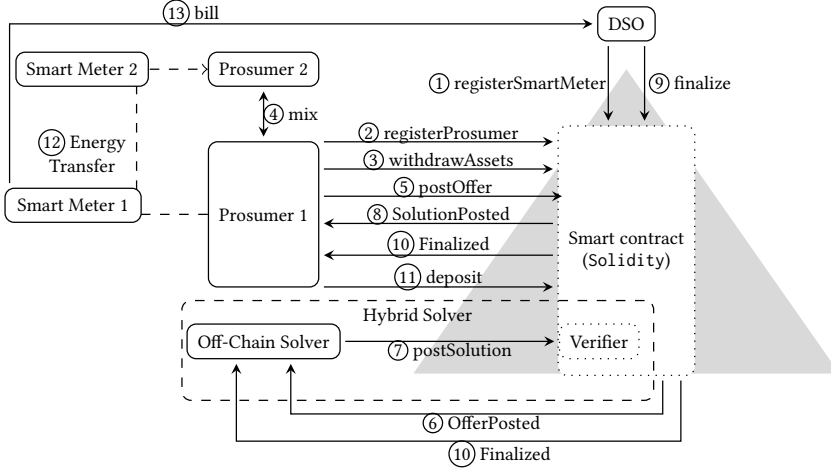 ⑬ bill
DSO
Smart Meter 2
Prosumer 2
① registerSmartMeter
⑨ finalize
④ mix
⑫ Energy
Transfer
② registerProsumer
③ withdrawAssets
⑤ postOffer
Smart Meter 1
Prosumer 1
⑧ SolutionPosted
⑩ Finalized
Smart contract
(Solidity)
⑪ deposit
Hybrid Solver
Off-Chain Solver
⑦ postSolution
Verifier
⑥ OfferPosted
⑩ Finalized